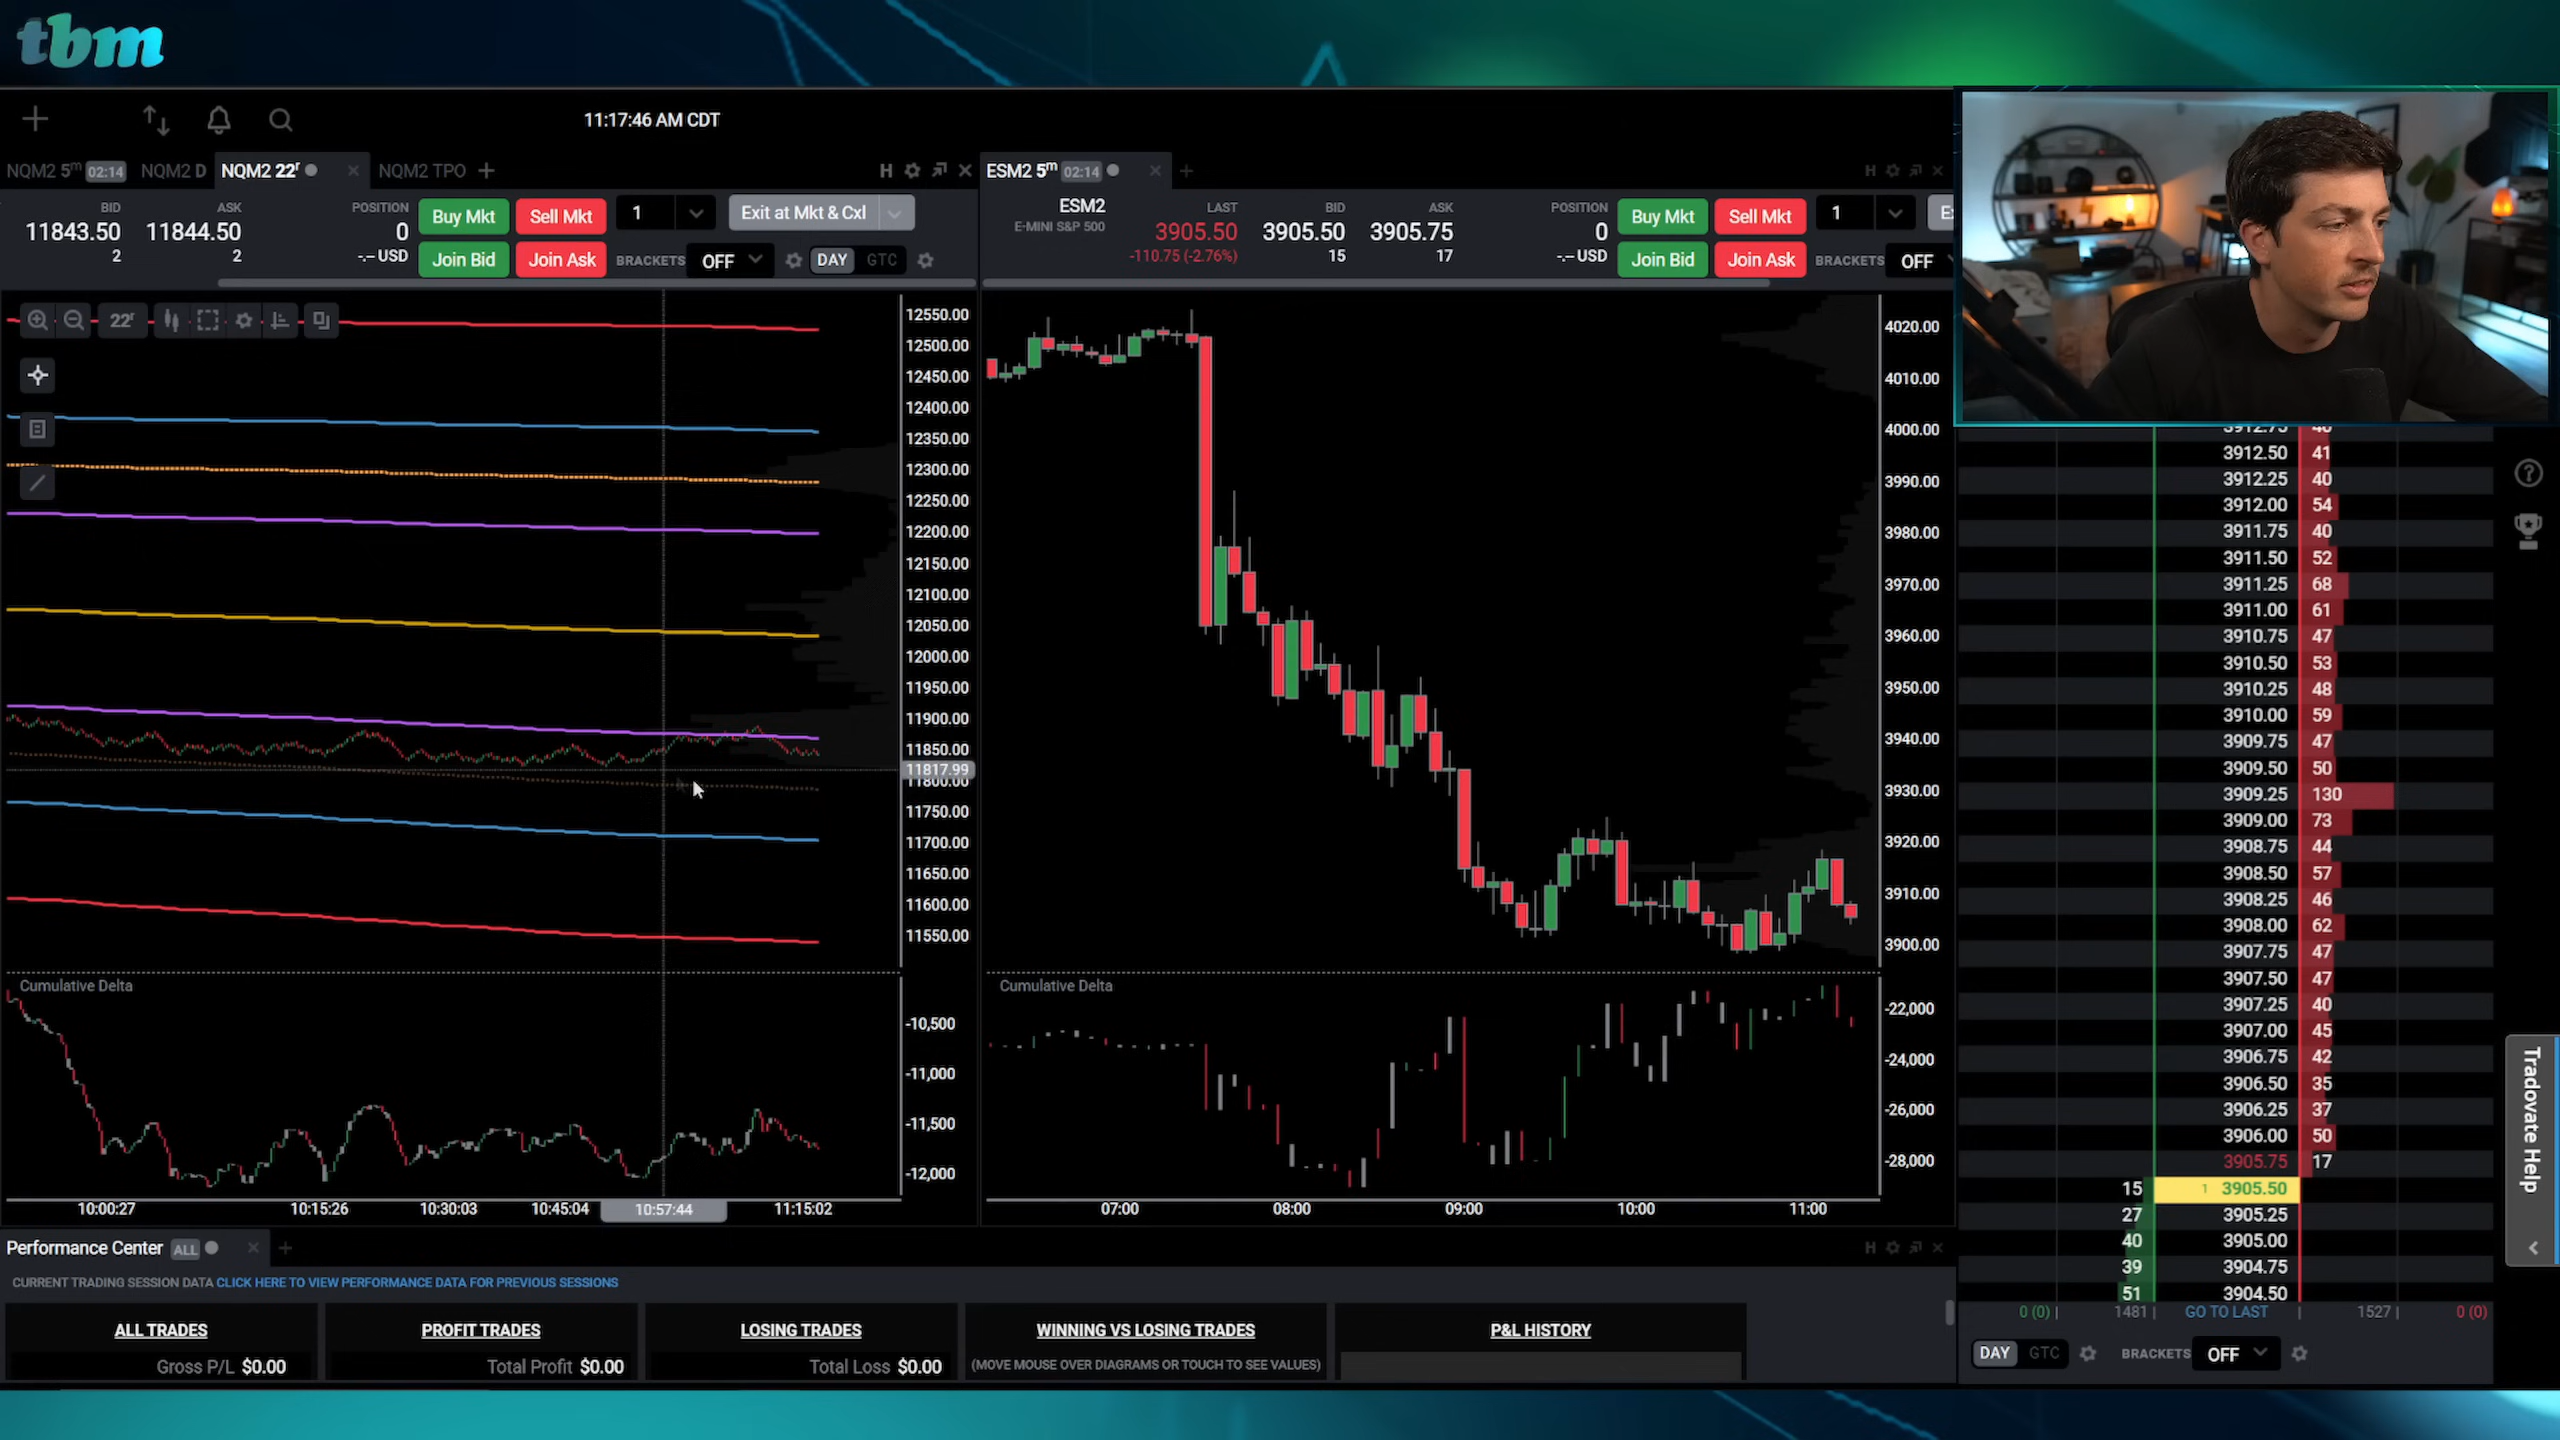 tbm
11:17:46 AM CDT
NQM2 5m 02:14
NQM2 D
NQM2 22r
NQM2 TPO
H
BID
11843.50
2
ASK
11844.50
2
POSITION
0
-.-- USD
Buy Mkt
Sell Mkt
1
Exit at Mkt & Cxl
Join Bid
Join Ask
BRACKETS
OFF
DAY
GTC
22r
12550.00
12500.00
12450.00
12400.00
12350.00
12300.00
12250.00
12200.00
12150.00
12100.00
12050.00
12000.00
11950.00
11900.00
11850.00
11817.99
11800.00
11750.00
11700.00
11650.00
11600.00
11550.00
Cumulative Delta
-10,500
-11,000
-11,500
-12,000
10:00:27
10:15:26
10:30:03
10:45:04
10:57:44
11:15:02
ESM2 5m 02:14
H
ESM2
E-MINI S&P 500
LAST
3905.50
-110.75 (-2.76%)
BID
3905.50
15
ASK
3905.75
17
POSITION
0
-.-- USD
Buy Mkt
Sell Mkt
1
Join Bid
Join Ask
BRACKETS
OFF
4020.00
4010.00
4000.00
3990.00
3980.00
3970.00
3960.00
3950.00
3940.00
3930.00
3920.00
3910.00
3900.00
Cumulative Delta
-22,000
-24,000
-26,000
-28,000
07:00
08:00
09:00
10:00
11:00
3912.50 41
3912.25 40
3912.00 54
3911.75 40
3911.50 52
3911.25 68
3911.00 61
3910.75 47
3910.50 53
3910.25 48
3910.00 59
3909.75 47
3909.50 50
3909.25 130
3909.00 73
3908.75 44
3908.50 57
3908.25 46
3908.00 62
3907.75 47
3907.50 47
3907.25 40
3907.00 45
3906.75 42
3906.50 35
3906.25 37
3906.00 50
3905.75 17
15 1 3905.50
27 3905.25
40 3905.00
39 3904.75
51 3904.50
0 (0) 1481 GO TO LAST 1527 0 (0)
DAY
GTC
BRACKETS
OFF
Tradovate Help
Performance Center ALL
H
CURRENT TRADING SESSION DATA CLICK HERE TO VIEW PERFORMANCE DATA FOR PREVIOUS SESSIONS
ALL TRADES
Gross P/L $0.00
PROFIT TRADES
Total Profit $0.00
LOSING TRADES
Total Loss $0.00
WINNING VS LOSING TRADES
(MOVE MOUSE OVER DIAGRAMS OR TOUCH TO SEE VALUES)
P&L HISTORY